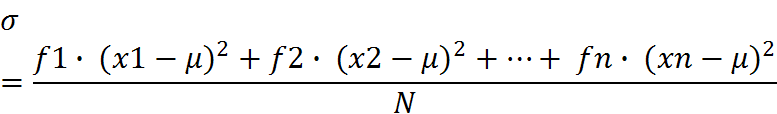 σ
= f1· (x1 − μ)² + f2· (x2 − μ)² + ⋯ + fn· (xn − μ)²
N